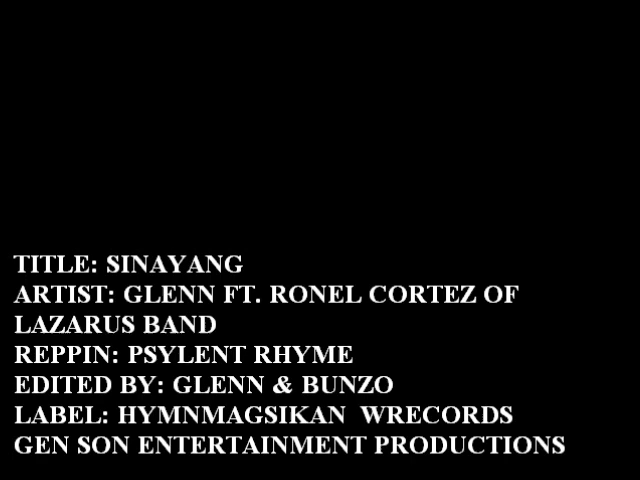 TITLE: SINAYANG
ARTIST: GLENN FT. RONEL CORTEZ OF
LAZARUS BAND
REPPIN: PSYLENT RHYME
EDITED BY: GLENN & BUNZO
LABEL: HYMNMAGSIKAN  WRECORDS
GEN SON ENTERTAINMENT PRODUCTIONS